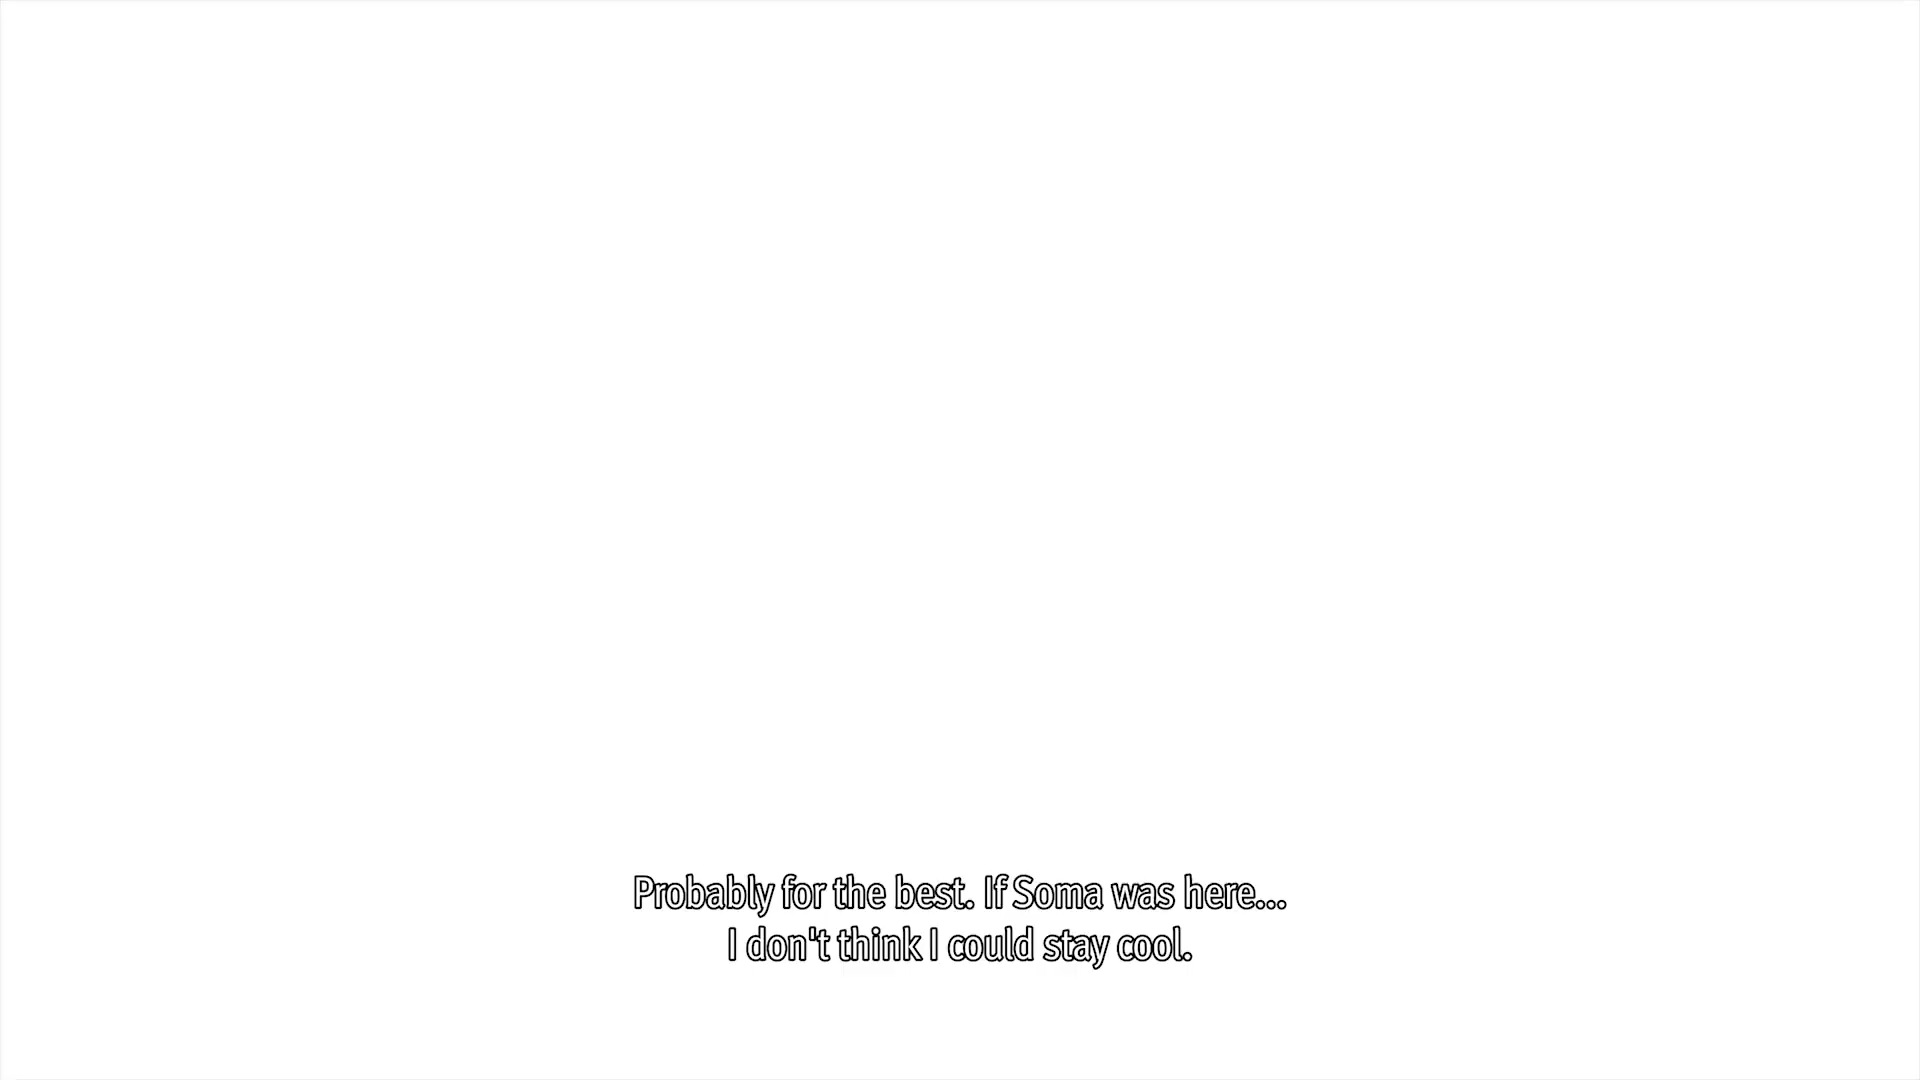 Probably for the best. If Soma was here...
I don't think I could stay cool.